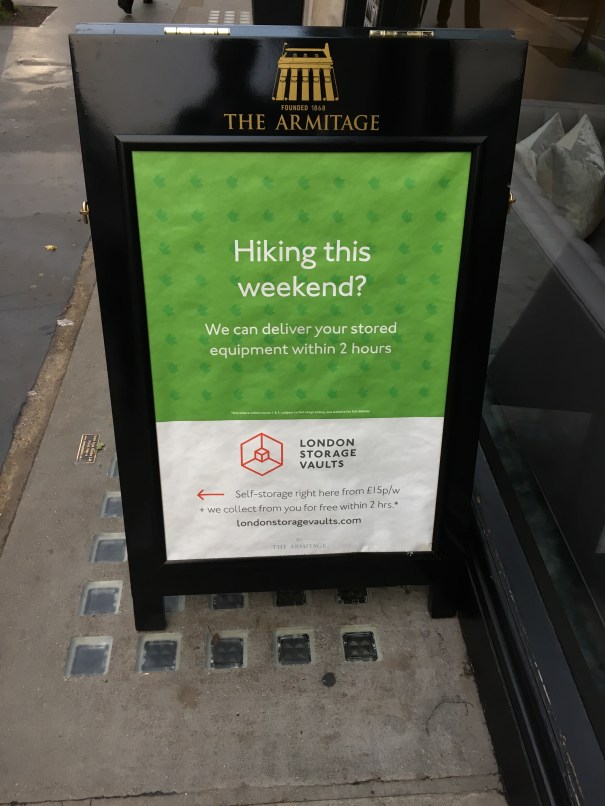 FOUNDED 1868
THE ARMITAGE
Hiking this
weekend?
We can deliver your stored
equipment within 2 hours
LONDON
STORAGE
VAULTS
← Self-storage right here from £15p/w
+ we collect from you for free within 2 hrs.*
londonstoragevaults.com
THE ARMITAGE